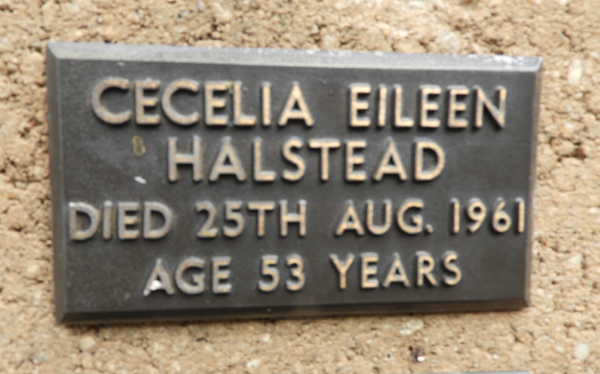 CECELIA EILEEN
HALSTEAD
DIED 25TH AUG. 1961
AGE 53 YEARS